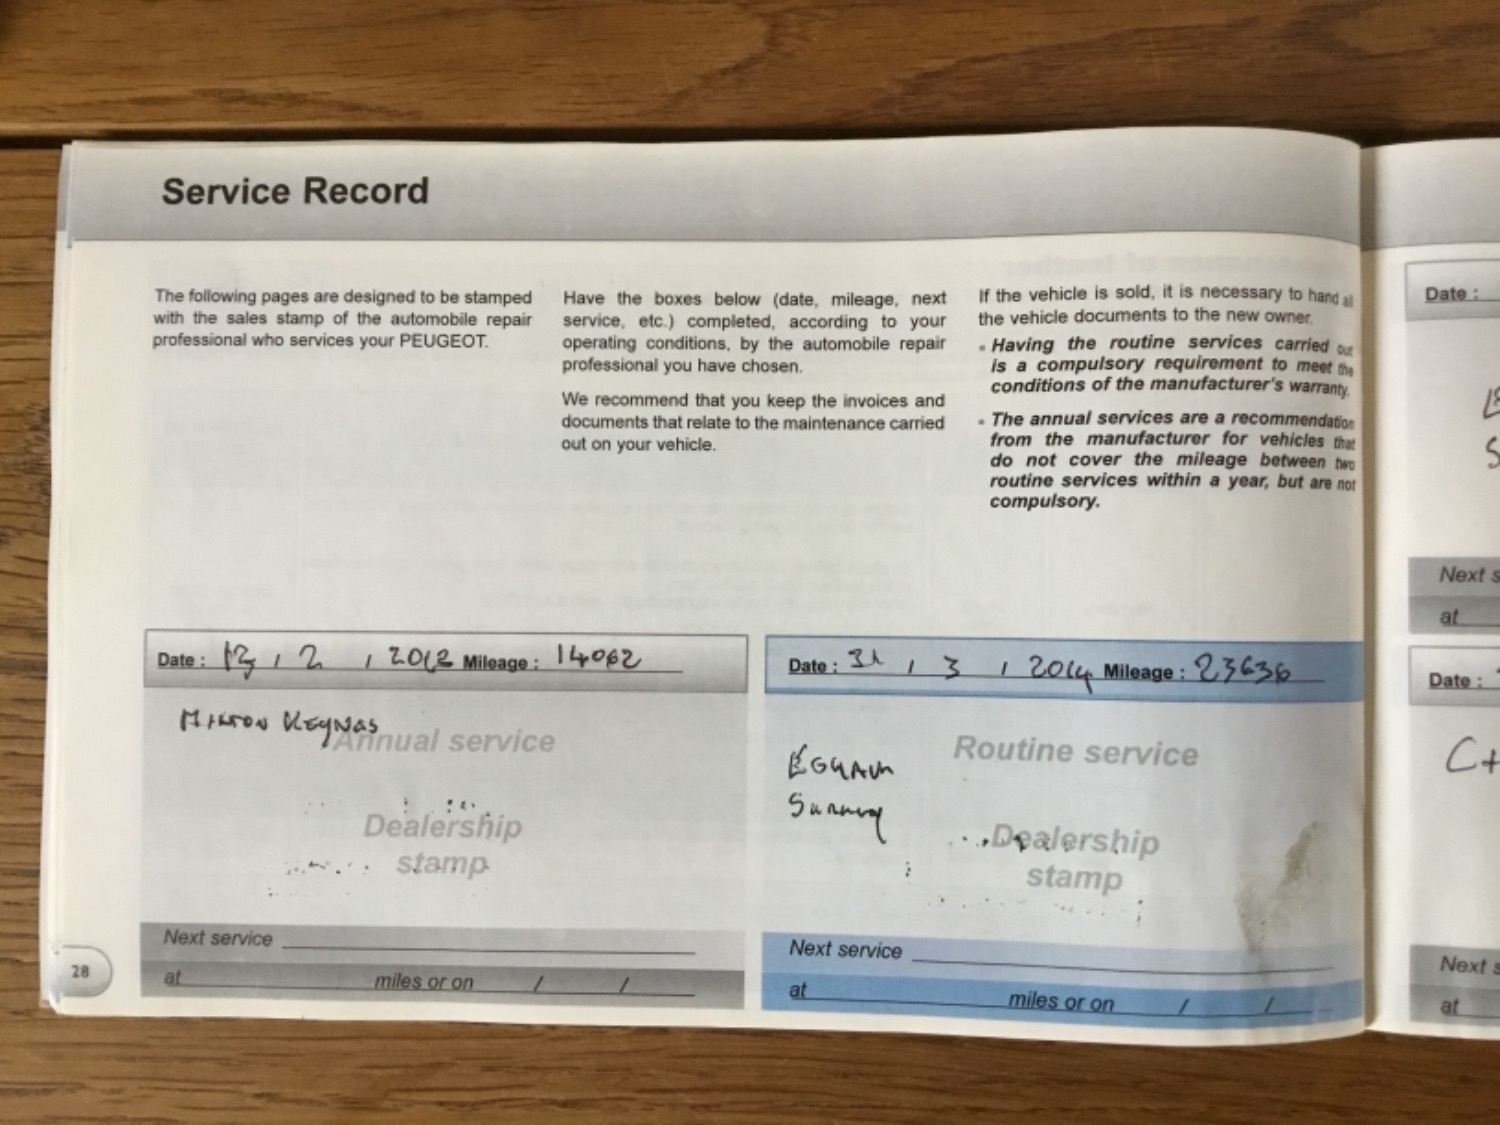 Service Record
The following pages are designed to be stamped
with the sales stamp of the automobile repair
professional who services your PEUGEOT.
Have the boxes below (date, mileage, next
service, etc.) completed, according to your
operating conditions, by the automobile repair
professional you have chosen.
We recommend that you keep the invoices and
documents that relate to the maintenance carried
out on your vehicle.
If the vehicle is sold, it is necessary to hand all
the vehicle documents to the new owner.
• Having the routine services carried out
is a compulsory requirement to meet the
conditions of the manufacturer's warranty.
• The annual services are a recommendation
from the manufacturer for vehicles that
do not cover the mileage between two
routine services within a year, but are not
compulsory.
Date : / 2 / Mileage : 14062
Milton Keynas
Annual service
Dealership
stamp
Next service
at miles or on / /
28
Date : / 3 / 2014 Mileage : 23636
Egham
Surrey
Routine service
Dealership
stamp
Next service
at miles or on / /
Date :
Next s
at
Date :
Next s
at